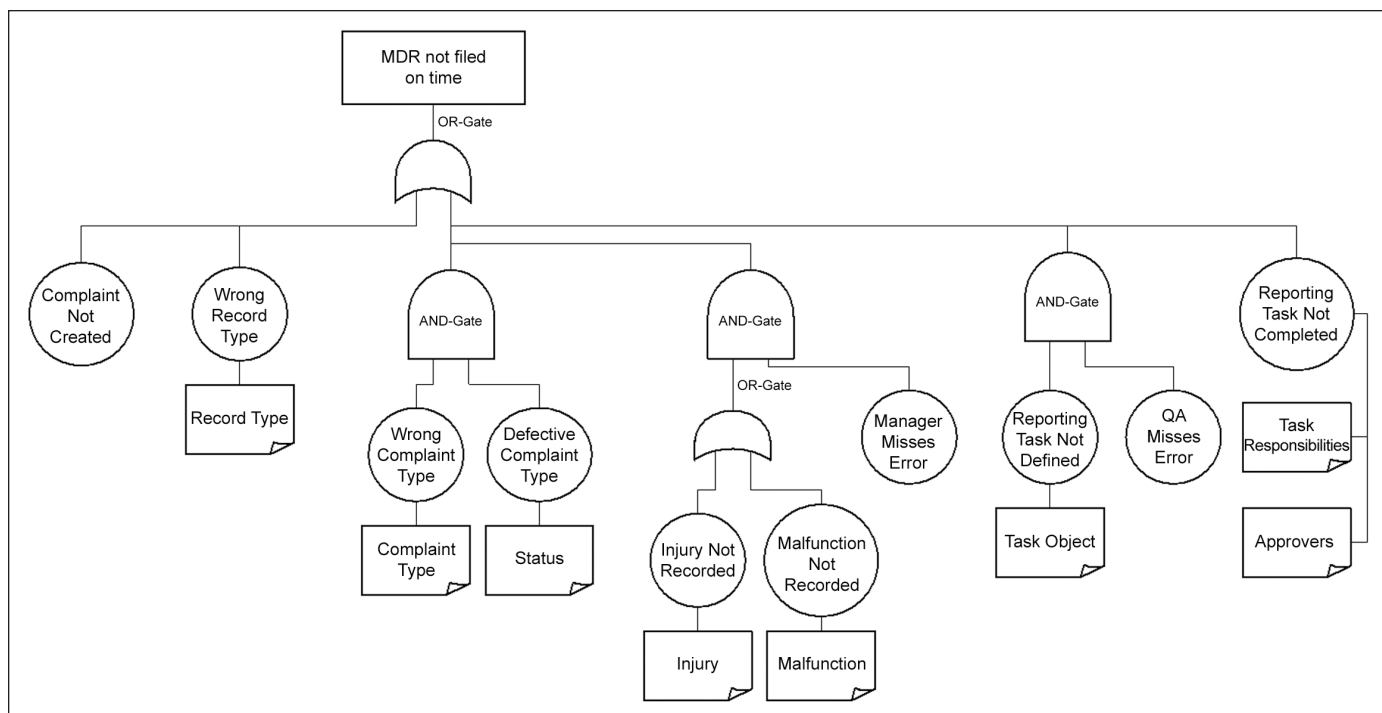 MDR not filed
on time
OR-Gate
Complaint
Not
Created
Wrong
Record
Type
Record Type
AND-Gate
Wrong
Complaint
Type
Complaint
Type
Defective
Complaint
Type
Status
AND-Gate
OR-Gate
Injury Not
Recorded
Injury
Malfunction
Not
Recorded
Malfunction
Manager
Misses
Error
AND-Gate
Reporting
Task Not
Defined
Task Object
QA
Misses
Error
Reporting
Task Not
Completed
Task
Responsibilities
Approvers